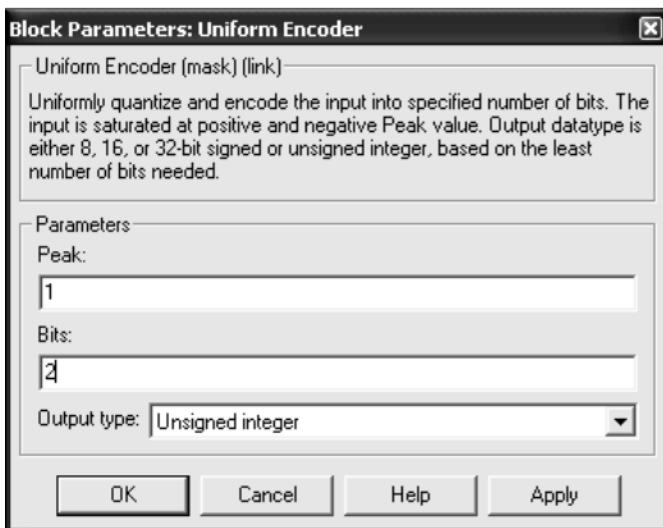 Block Parameters: Uniform Encoder
Uniform Encoder (mask) (link)
Uniformly quantize and encode the input into specified number of bits. The
input is saturated at positive and negative Peak value. Output datatype is
either 8, 16, or 32-bit signed or unsigned integer, based on the least
number of bits needed.
Parameters
Peak:
1
Bits:
2
Output type: Unsigned integer
OK Cancel Help Apply